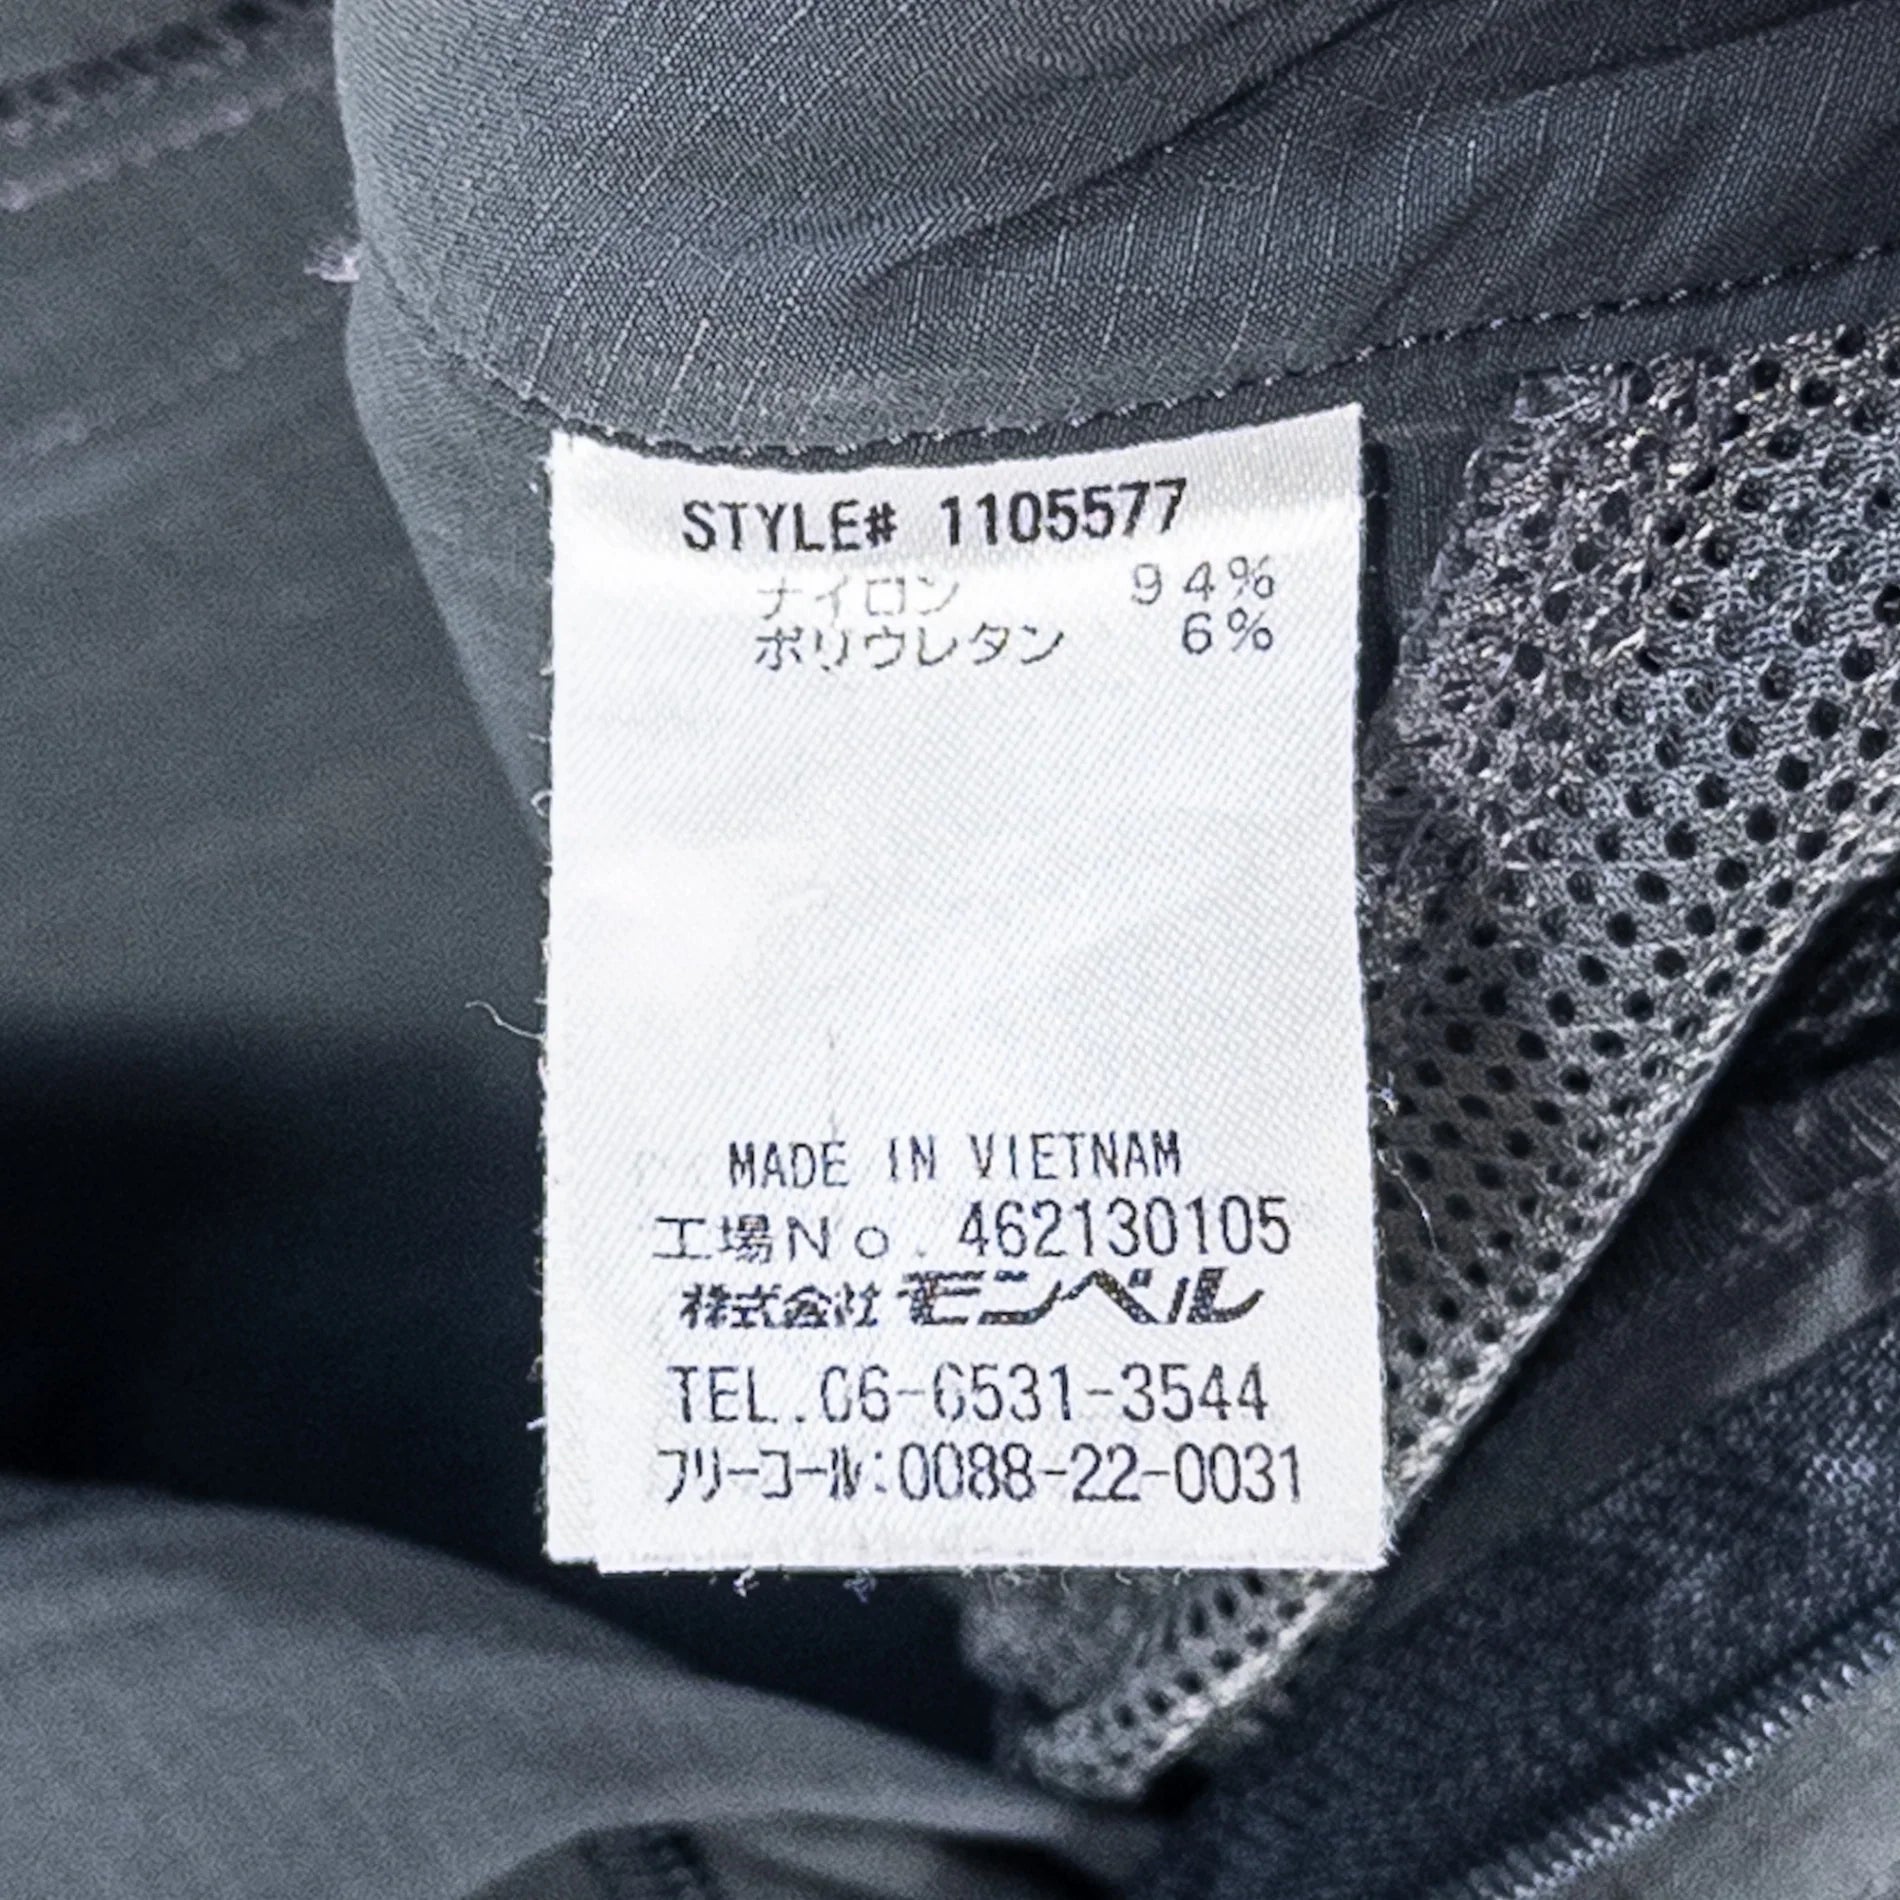 STYLE# 1105577
ナイロン 94%
ポリウレタン 6%
MADE IN VIETNAM
工場No. 462130105
株式会社モンベル
TEL.06-6531-3544
フリーコール:0088-22-0031